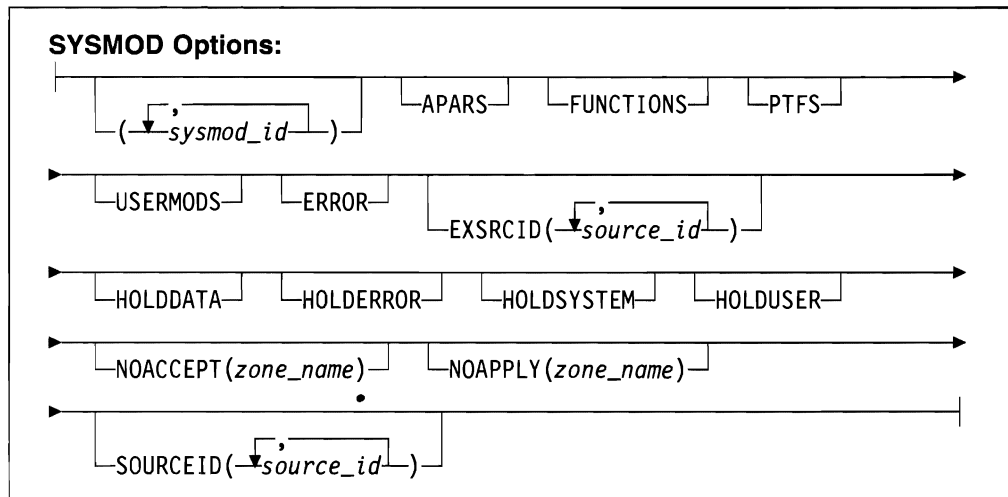 SYSMOD Options:
,
( sysmod_id ) APARS FUNCTIONS PTFS
USERMODS ERROR
,
EXSRCID( source_id )
HOLDDATA HOLDERROR HOLDSYSTEM HOLDUSER
NOACCEPT(zone_name) NOAPPLY(zone_name)
,
SOURCEID( source_id )